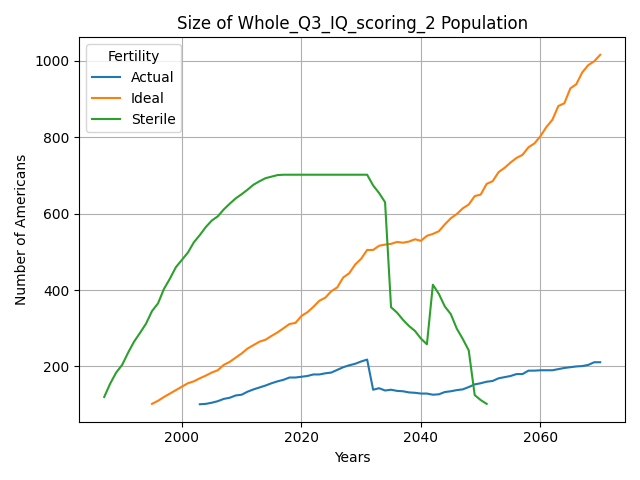 Size of Whole_Q3_IQ_scoring_2 Population
Fertility
Actual
Ideal
Sterile
Number of Americans
1000
800
600
400
200
2000
2020
2040
2060
Years